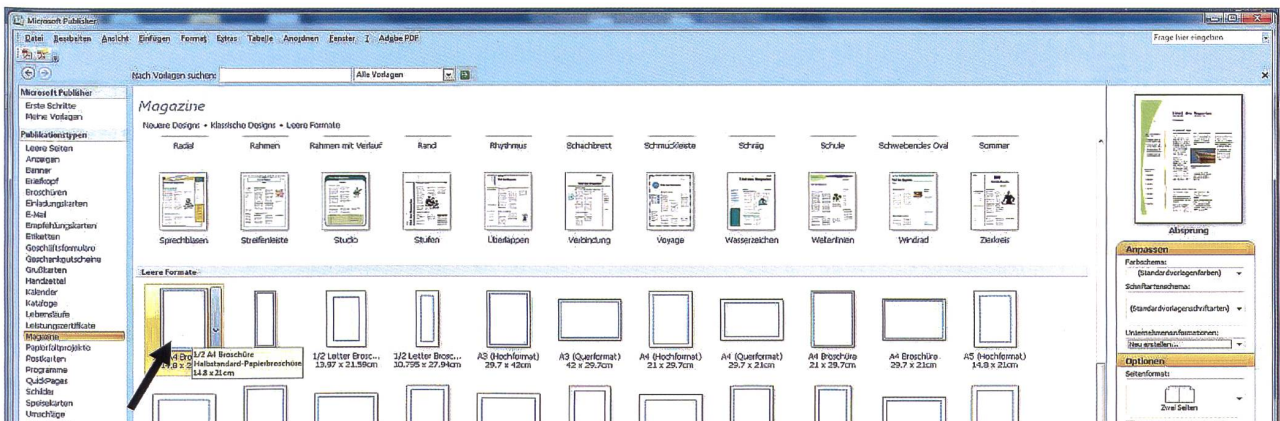 Microsoft Publisher
Datei Bearbeiten Ansicht Einfügen Format Extras Tabelle Anordnen Fenster ? Adobe PDF
Frage hier eingeben
Nach Vorlagen suchen: Alle Vorlagen
Microsoft Publisher
Erste Schritte
Meine Vorlagen
Publikationstypen
Leere Seiten
Anzeigen
Banner
Briefkopf
Broschüren
Einladungskarten
E-Mail
Empfehlungskarten
Etiketten
Geschäftsformulare
Geschenkgutscheine
Grußkarten
Handzettel
Kalender
Kataloge
Lebensläufe
Leistungszertifikate
Magazine
Papierfaltprojekte
Postkarten
Programme
QuickPages
Schilder
Speisekarten
Umschläge
Magazine
Neuere Designs • Klassische Designs • Leere Formate
Radial Rahmen Rahmen mit Verlauf Rand Rhythmus Schachbrett Schmuckleiste Schräg Schule Schwebendes Oval Sommer
Sprechblasen Streifenleiste Studio Stufen Überlappen Verbindung Voyage Wasserzeichen Wellenlinien Windrad Zierkreis
Leere Formate
1/2 Letter Brosc... 1/2 Letter Brosc... A3 (Hochformat) A3 (Querformat) A4 (Hochformat) A4 (Querformat) A4 Broschüre A4 Broschüre A5 (Hochformat)
13.97 x 21.59cm 10.795 x 27.94cm 29.7 x 42cm 42 x 29.7cm 21 x 29.7cm 29.7 x 21cm 21 x 29.7cm 29.7 x 21cm 14.8 x 21cm
1/2 A4 Broschüre
Halbstandard-Papierbroschüre
14.8 x 21cm
Absprung
Anpassen
Farbschema:
(Standardvorlagenfarben)
Schriftartenschema:
(Standardvorlagenschriftarten)
Unternehmensinformationen:
Neu erstellen...
Optionen
Seitenformat:
Zwei Seiten